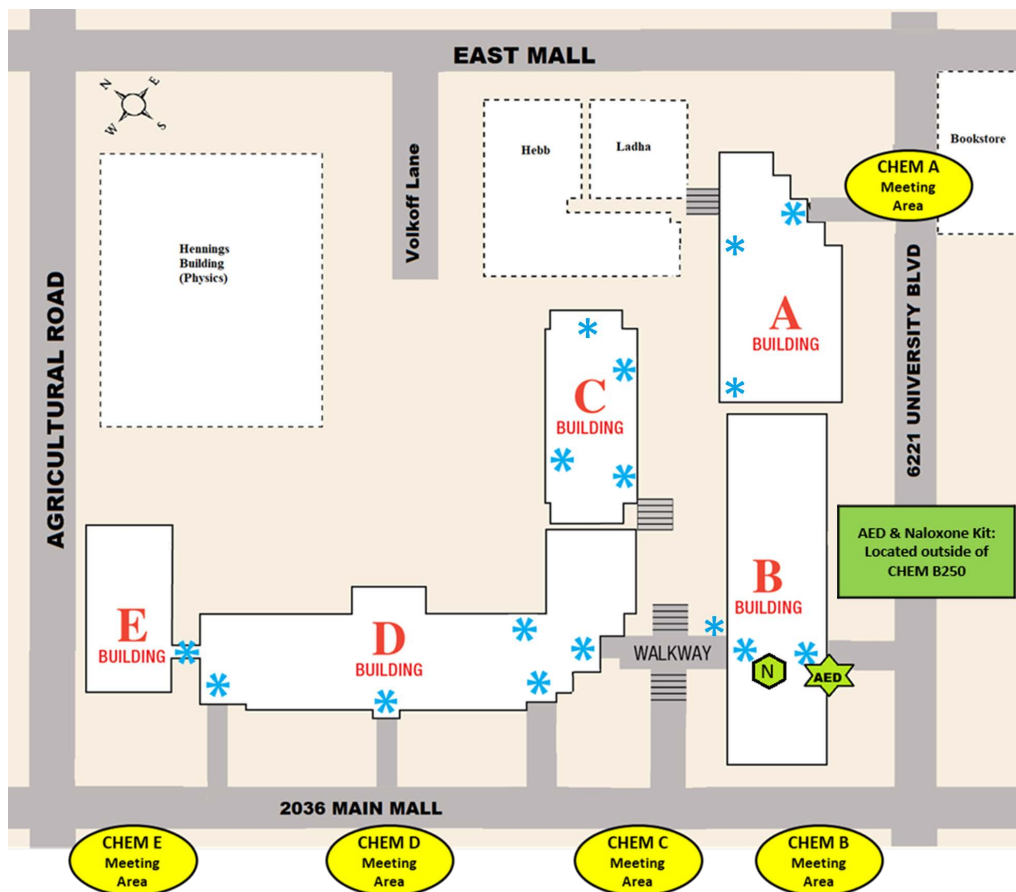 EAST MALL
N
E
W
S
Hebb
Ladha
Bookstore
CHEM A
Meeting
Area
Volkoff Lane
Hennings
Building
(Physics)
AGRICULTURAL ROAD
6221 UNIVERSITY BLVD
A
BUILDING
C
BUILDING
AED & Naloxone Kit:
Located outside of
CHEM B250
B
BUILDING
E
BUILDING
D
BUILDING
WALKWAY
N
AED
2036 MAIN MALL
CHEM E
Meeting
Area
CHEM D
Meeting
Area
CHEM C
Meeting
Area
CHEM B
Meeting
Area